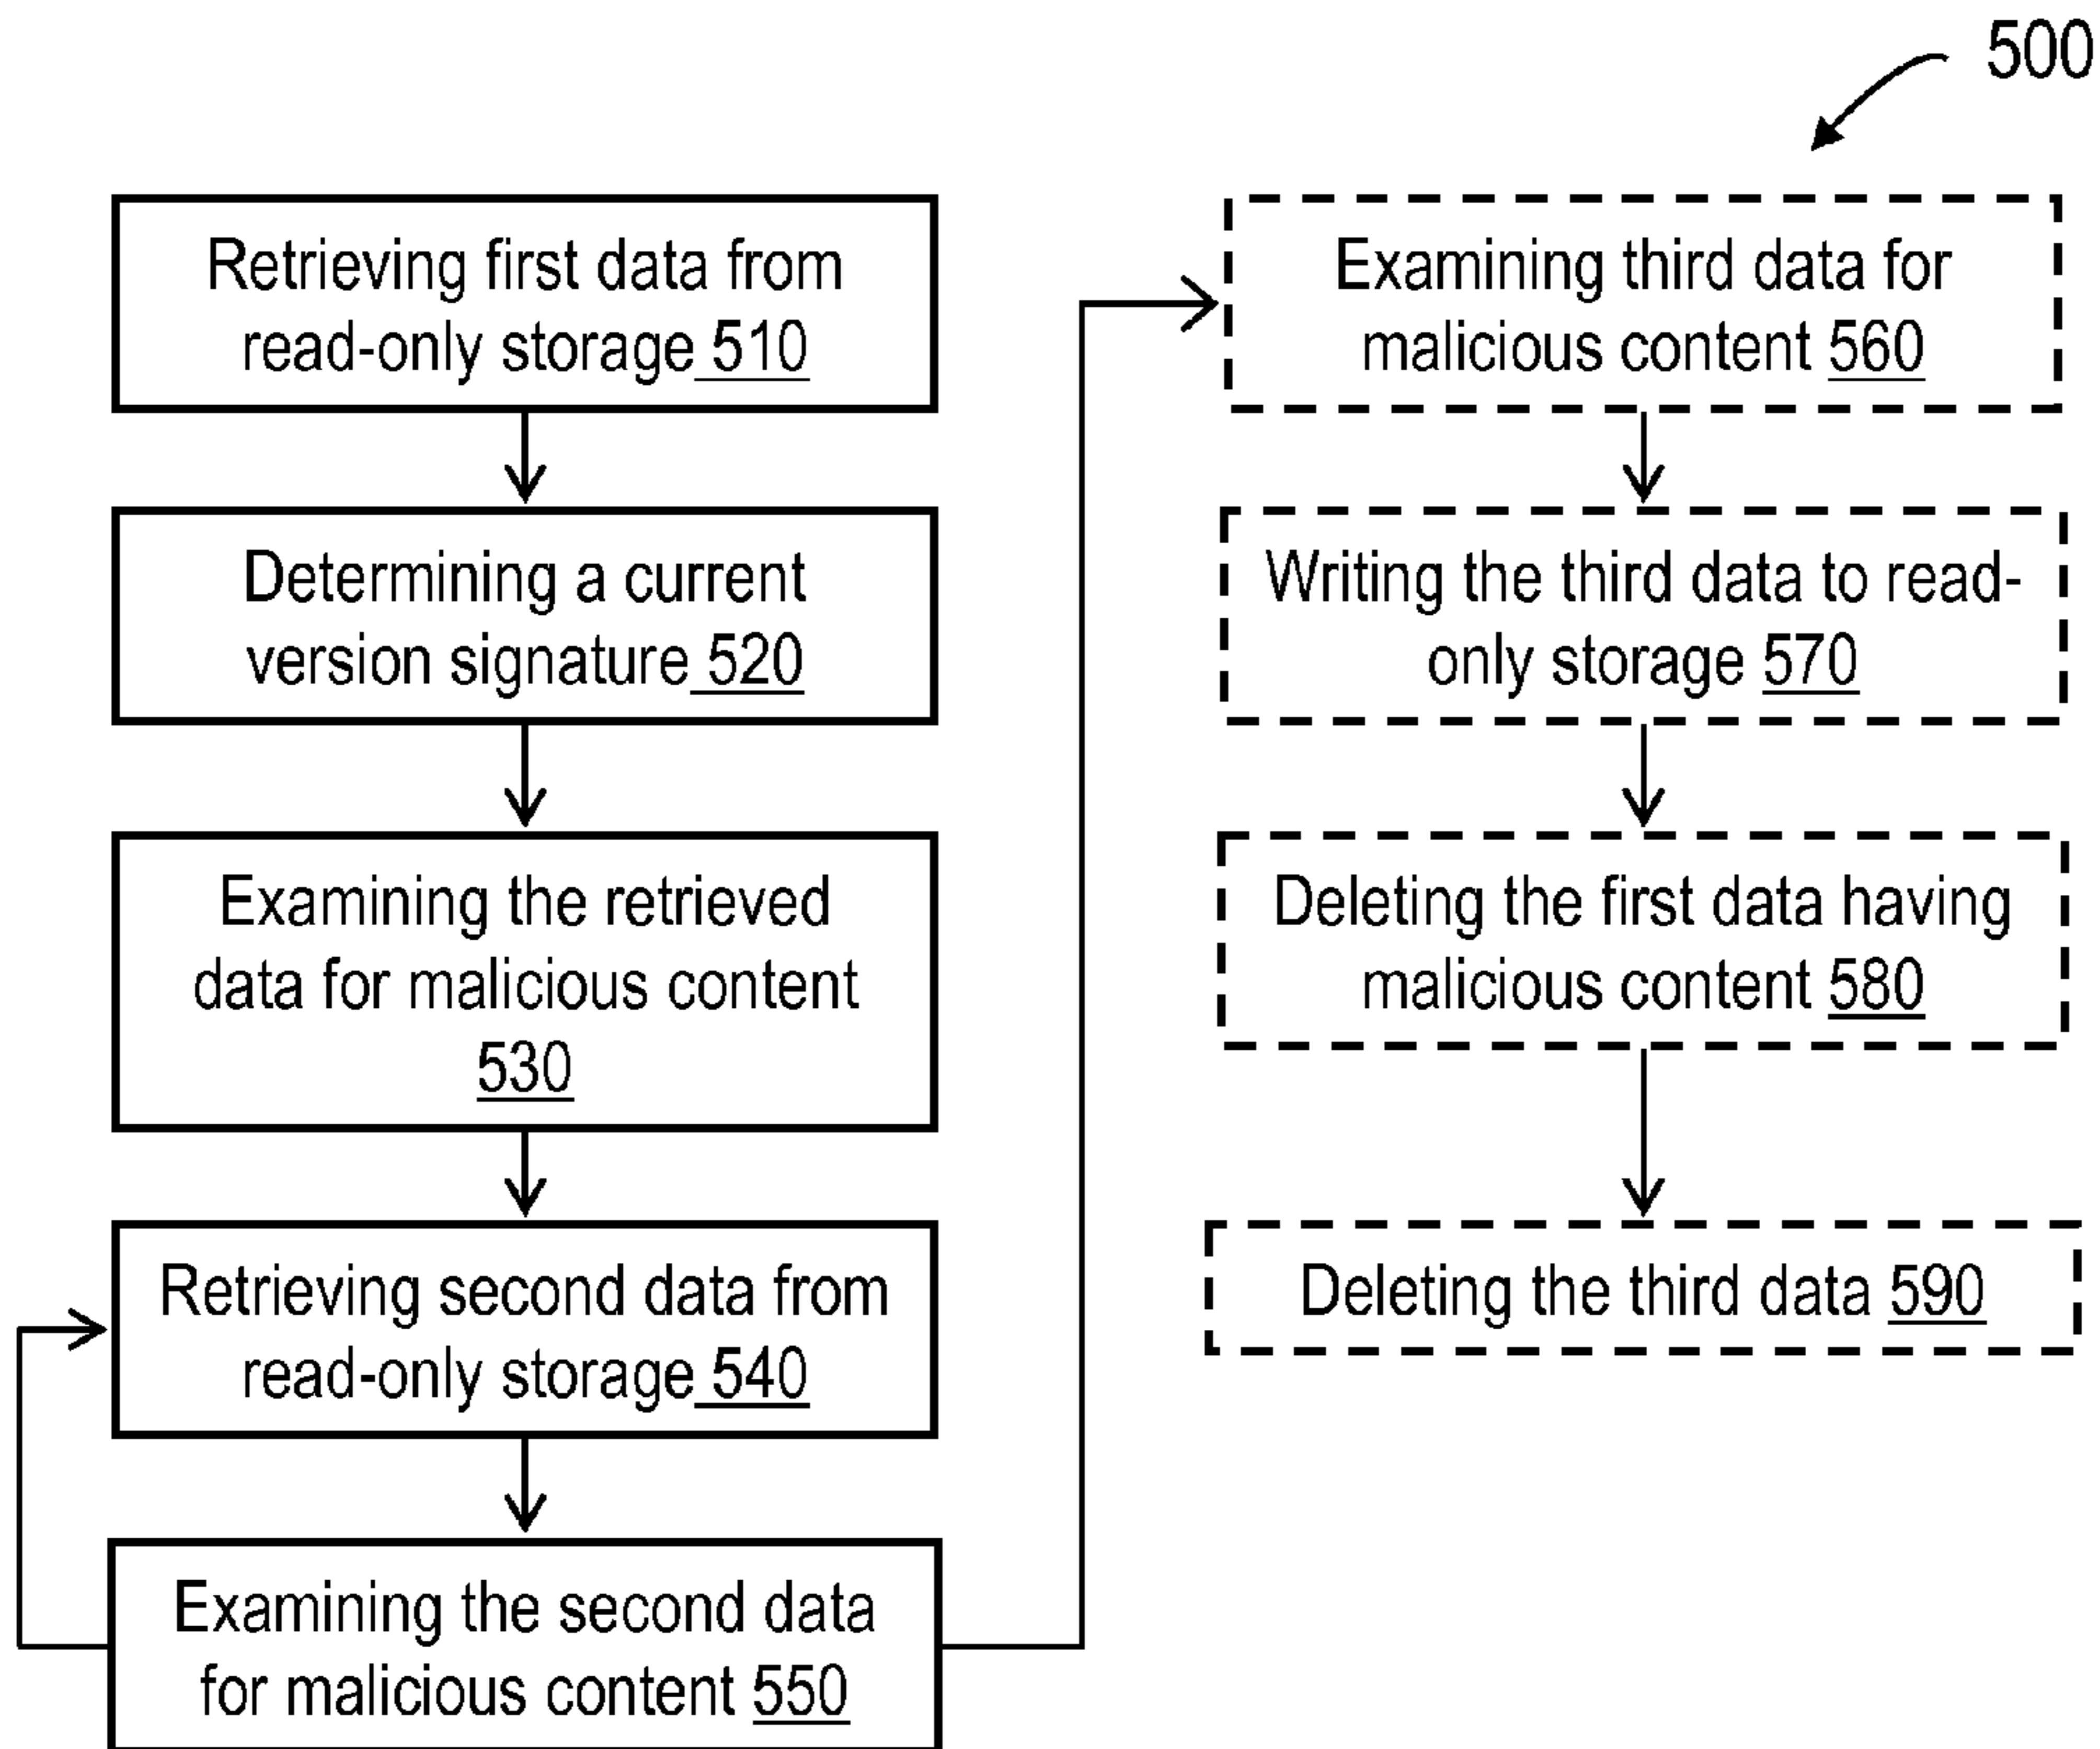 500
Retrieving first data from
read-only storage 510
Determining a current
version signature 520
Examining the retrieved
data for malicious content
530
Retrieving second data from
read-only storage 540
Examining the second data
for malicious content 550
Examining third data for
malicious content 560
Writing the third data to read-
only storage 570
Deleting the first data having
malicious content 580
Deleting the third data 590